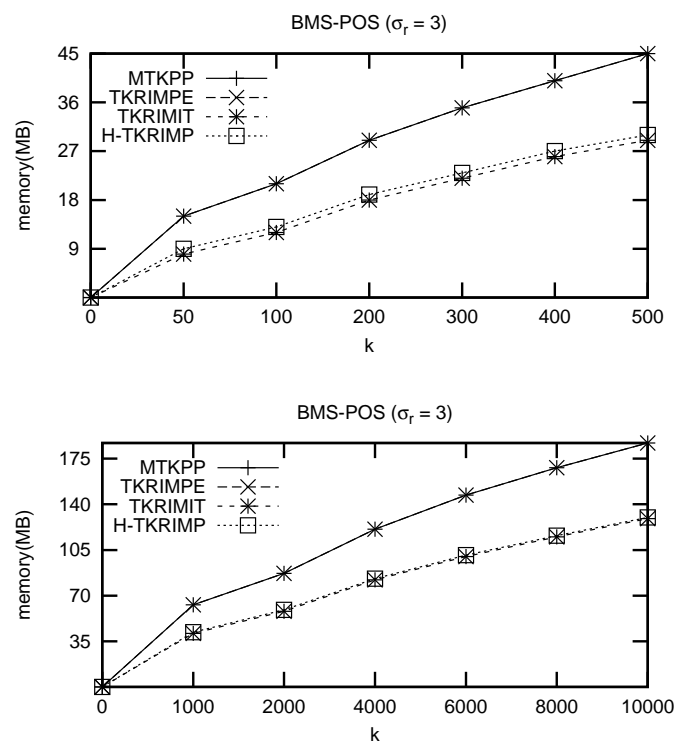 BMS-POS (σr = 3)
45
MTKPP
TKRIMPE
36
TKRIMIT
H-TKRIMP
27
memory(MB)
18
9
0 50 100 200 300 400 500
k
BMS-POS (σr = 3)
175
MTKPP
TKRIMPE
140
TKRIMIT
H-TKRIMP
105
memory(MB)
70
35
0 1000 2000 4000 6000 8000 10000
k